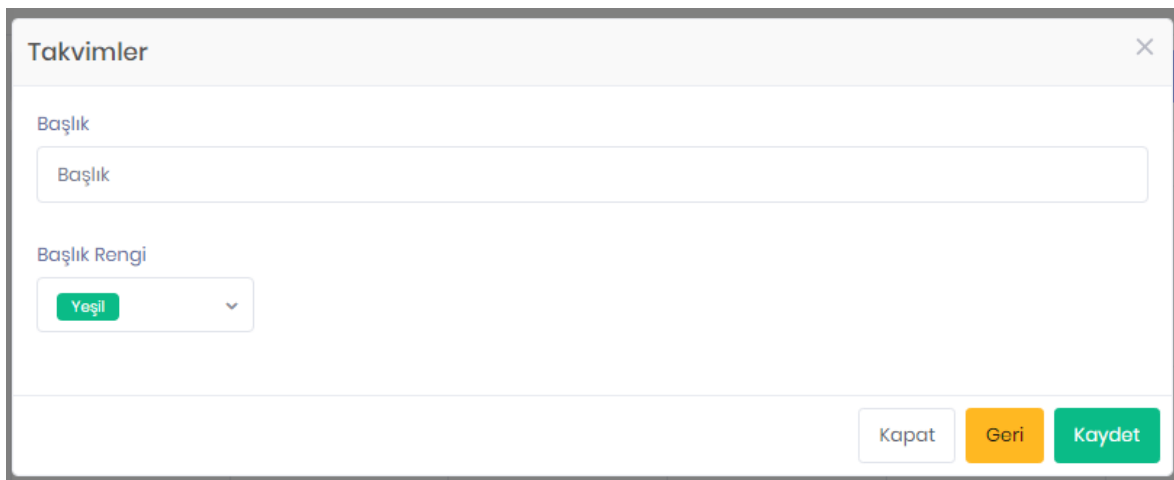 Takvimler
Başlık
Başlık
Başlık Rengi
Yeşil
Kapat Geri Kaydet